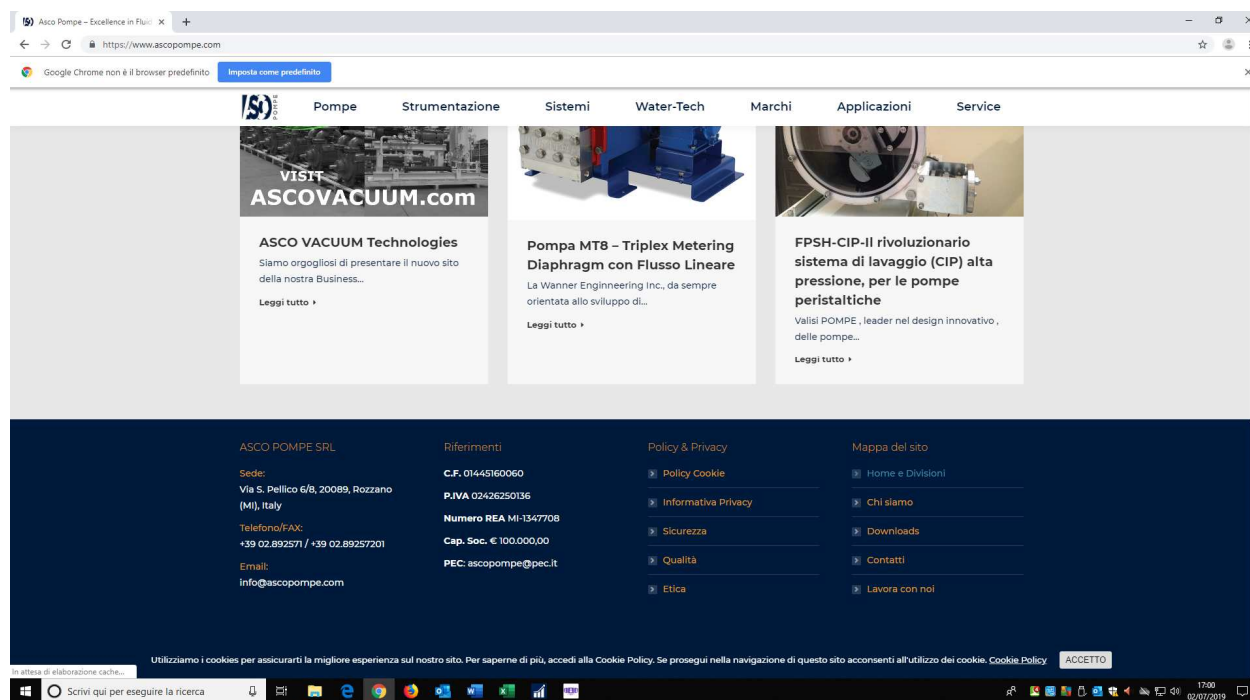 Asco Pompe – Excellence in Fluid
https://www.ascopompe.com
Google Chrome non è il browser predefinito
Imposta come predefinito
POMPE
Pompe
Strumentazione
Sistemi
Water-Tech
Marchi
Applicazioni
Service
VISIT
ASCOVACUUM.com
ASCO VACUUM Technologies
Siamo orgogliosi di presentare il nuovo sito
della nostra Business...
Leggi tutto
Pompa MT8 – Triplex Metering
Diaphragm con Flusso Lineare
La Wanner Enginneering Inc., da sempre
orientata allo sviluppo di...
Leggi tutto
FPSH-CIP-Il rivoluzionario
sistema di lavaggio (CIP) alta
pressione, per le pompe
peristaltiche
Valisi POMPE , leader nel design innovativo ,
delle pompe...
Leggi tutto
ASCO POMPE SRL
Sede:
Via S. Pellico 6/8, 20089, Rozzano
(MI), Italy
Telefono/FAX:
+39 02.892571 / +39 02.89257201
Email:
info@ascopompe.com
Riferimenti
C.F. 01445160060
P.IVA 02426250136
Numero REA MI-1347708
Cap. Soc. € 100.000,00
PEC: ascopompe@pec.it
Policy & Privacy
Policy Cookie
Informativa Privacy
Sicurezza
Qualità
Etica
Mappa del sito
Home e Divisioni
Chi siamo
Downloads
Contatti
Lavora con noi
Utilizziamo i cookies per assicurarti la migliore esperienza sul nostro sito. Per saperne di più, accedi alla Cookie Policy. Se prosegui nella navigazione di questo sito acconsenti all'utilizzo dei cookie. Cookie Policy
ACCETTO
In attesa di elaborazione cache...
Scrivi qui per eseguire la ricerca
17:00
02/07/2019